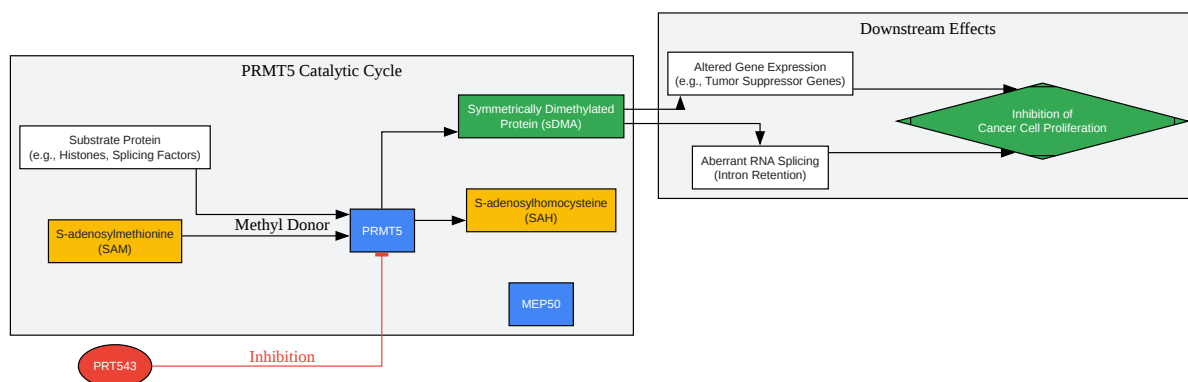 Downstream Effects
PRMT5 Catalytic Cycle
Altered Gene Expression
(e.g., Tumor Suppressor Genes)
Symmetrically Dimethylated
Protein (sDMA)
Inhibition of
Cancer Cell Proliferation
Substrate Protein
(e.g., Histones, Splicing Factors)
Aberrant RNA Splicing
(Intron Retention)
S-adenosylhomocysteine
(SAH)
Methyl Donor
S-adenosylmethionine
(SAM)
PRMT5
MEP50
Inhibition
PRT543